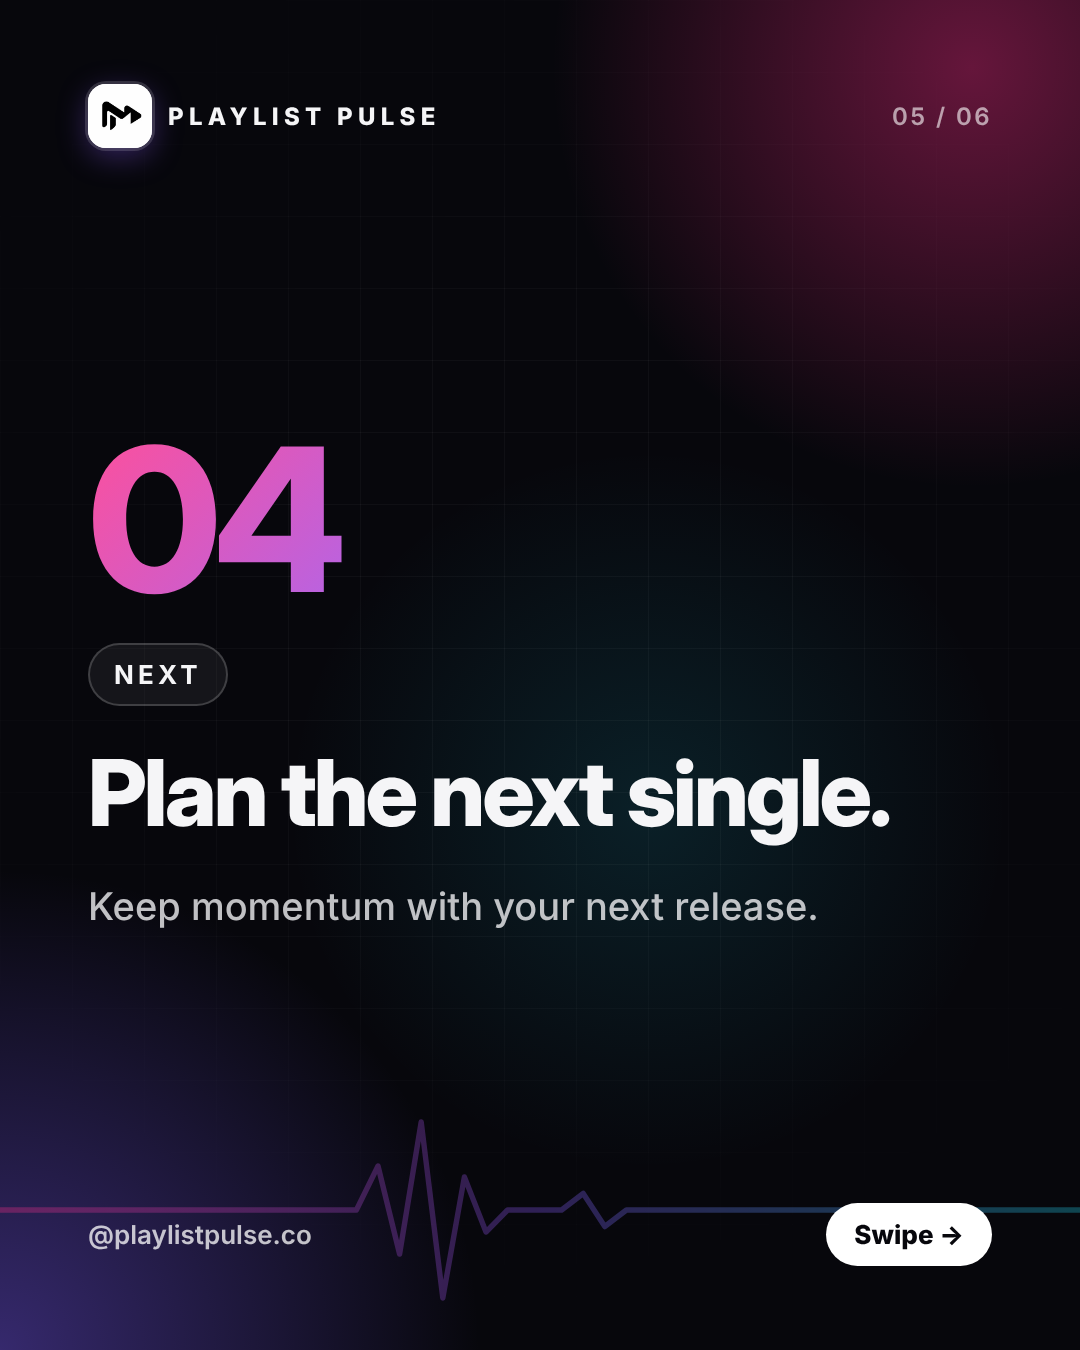 PLAYLIST PULSE
05 / 06
04
NEXT
Plan the next single.
Keep momentum with your next release.
@playlistpulse.co
Swipe →